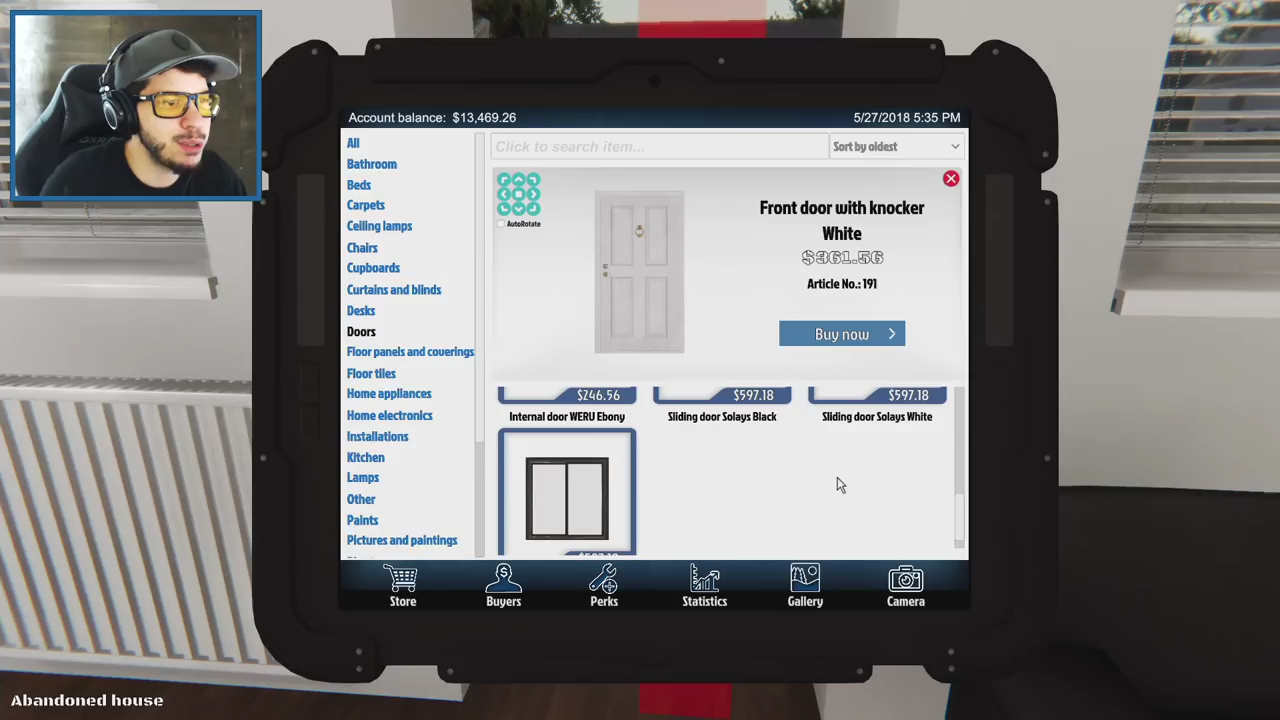 Account balance: $13,469.26
5/27/2018 5:35 PM
All
Bathroom
Beds
Carpets
Ceiling lamps
Chairs
Cupboards
Curtains and blinds
Desks
Doors
Floor panels and coverings
Floor tiles
Home appliances
Home electronics
Installations
Kitchen
Lamps
Other
Paints
Pictures and paintings
Click to search item...
Sort by oldest
AutoRotate
Front door with knocker
White
$361.56
Article No.: 191
Buy now
$246.56
$597.18
$597.18
Internal door WERU Ebony
Sliding door Solays Black
Sliding door Solays White
Store
Buyers
Perks
Statistics
Gallery
Camera
Abandoned house